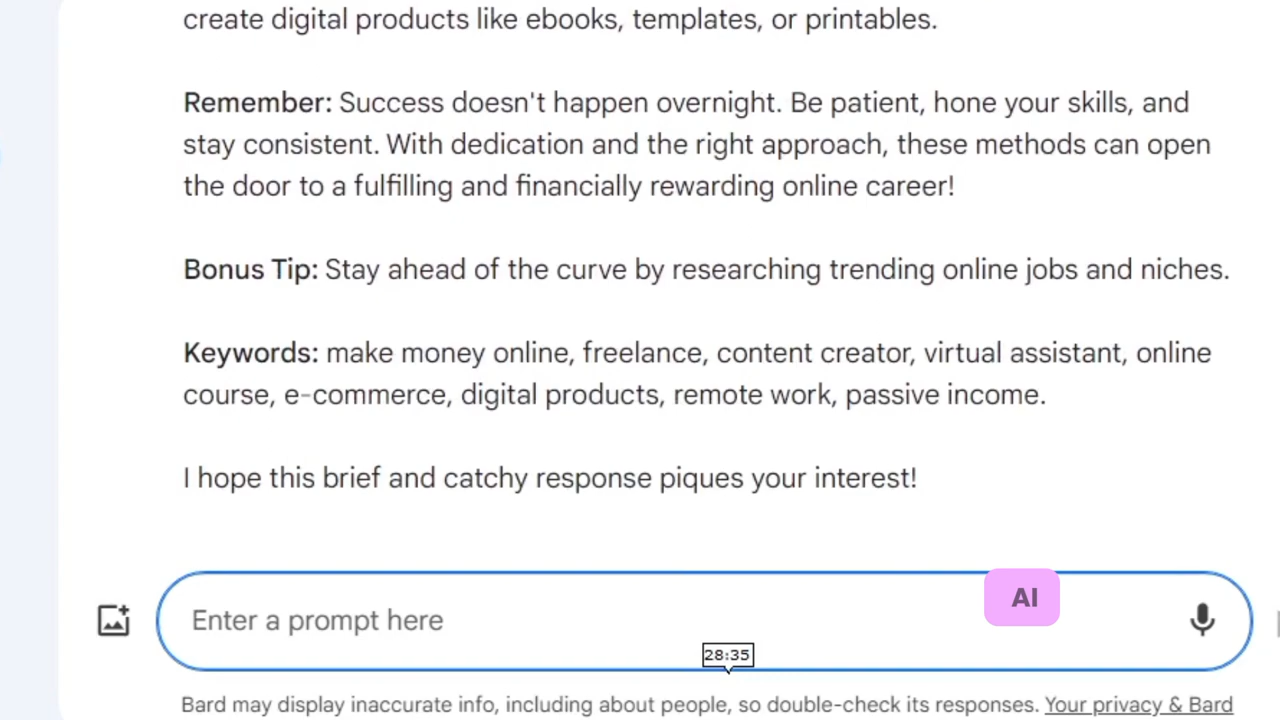 create digital products like ebooks, templates, or printables.
Remember: Success doesn't happen overnight. Be patient, hone your skills, and
stay consistent. With dedication and the right approach, these methods can open
the door to a fulfilling and financially rewarding online career!
Bonus Tip: Stay ahead of the curve by researching trending online jobs and niches.
Keywords: make money online, freelance, content creator, virtual assistant, online
course, e-commerce, digital products, remote work, passive income.
I hope this brief and catchy response piques your interest!
AI
Enter a prompt here
28:35
Bard may display inaccurate info, including about people, so double-check its responses. Your privacy & Bard